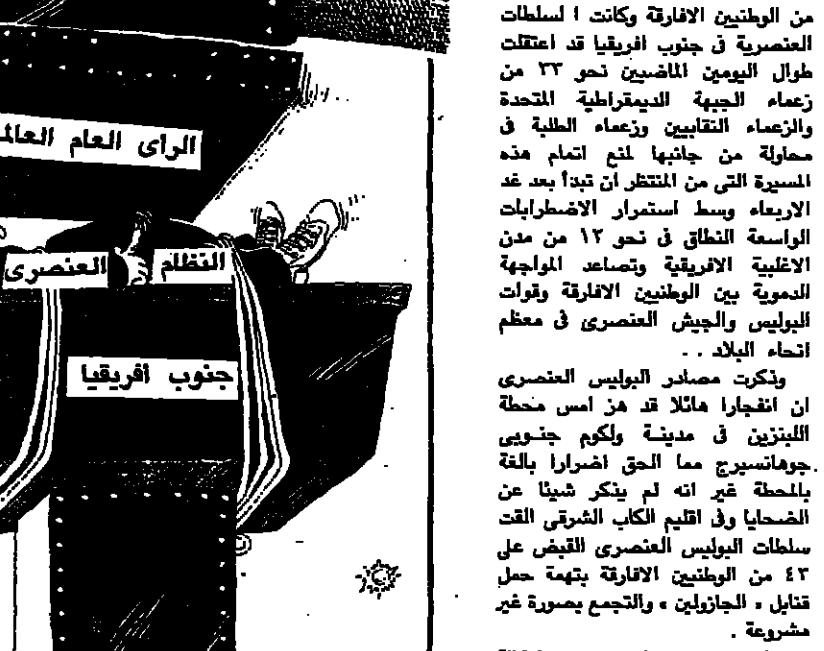 من الوطنيين الافارقة وكانت ا لسلطات
العنصرية فى جنوب افريقيا قد اعتقلت
طوال اليومين الماضيين نحو ٣٣ من
زعماء الجبهة الديمقراطية المتحدة
والزعماء النقابيين وزعماء الطلبة فى
محاولة من جانبها لمنع اتمام هذه
المسيرة التى من المنتظر ان تبدأ بعد غد
الاربعاء وسط استمرار الاضطرابات
الواسعة النطاق فى نحو ١٢ من مدن
الاغلبية الافريقية وتصاعد المواجهة
الدموية بين الوطنيين الافارقة وقوات
البوليس والجيش العنصرى فى معظم
انحاء البلاد . .
وذكرت مصادر البوليس العنصرى
ان انفجارا هائلا قد هز امس محطة
اللبنزين فى مدينة ولكوم جنوبى
جوهانسبرج مما الحق اضرارا بالغة
بالمحطة غير انه لم يذكر شيئا عن
الضحايا وفى اقليم الكاب الشرقى القت
سلطات البوليس العنصرى القبض على
٤٣ من الوطنيين الافارقة بتهمة حمل
قنابل « الجازولين » والتجمع بصورة غير
مشروعة .
الراى العام
النظام
العنصرى
جنوب أفريقيا